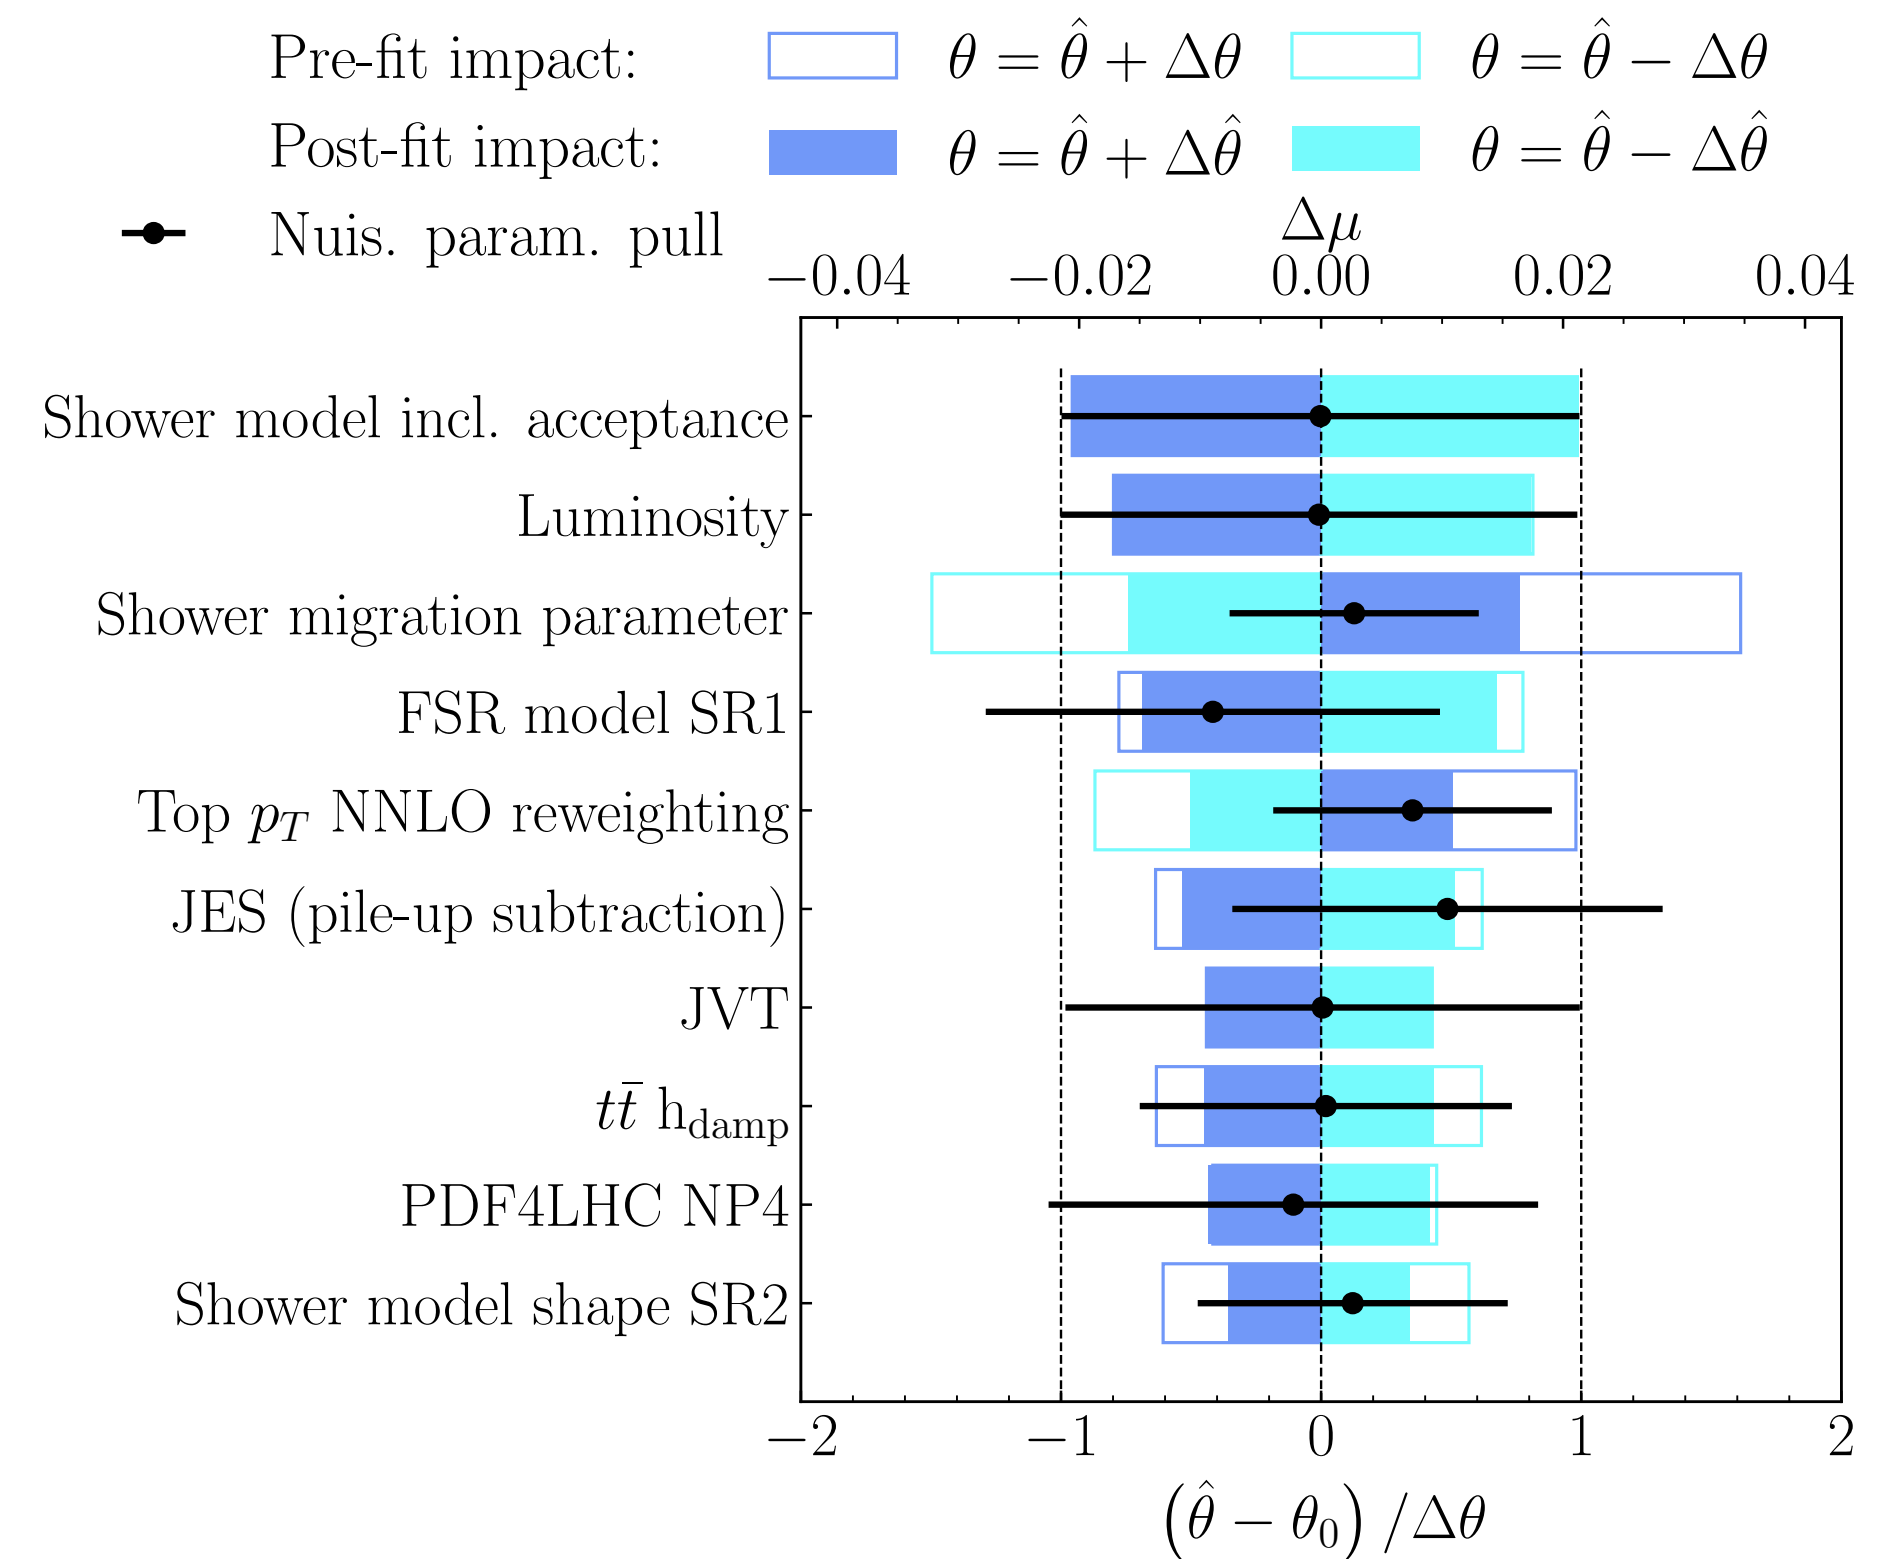 Pre-fit impact: θ = θ̂ + Δθ θ = θ̂ − Δθ
Post-fit impact: θ = θ̂ + Δθ̂ θ = θ̂ − Δθ̂
Nuis. param. pull
Δμ
−0.04 −0.02 0.00 0.02 0.04
Shower model incl. acceptance
Luminosity
Shower migration parameter
FSR model SR1
Top p_T NNLO reweighting
JES (pile-up subtraction)
JVT
tt̄ h_damp
PDF4LHC NP4
Shower model shape SR2
−2 −1 0 1 2
(θ̂ − θ₀) /Δθ